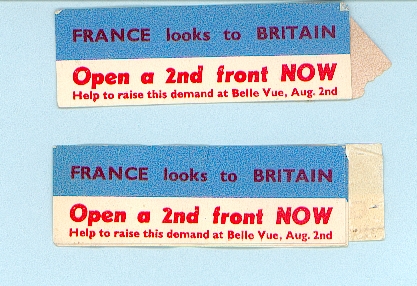 FRANCE looks to BRITAIN
Open a 2nd front NOW
Help to raise this demand at Belle Vue, Aug. 2nd
FRANCE looks to BRITAIN
Open a 2nd front NOW
Help to raise this demand at Belle Vue, Aug. 2nd